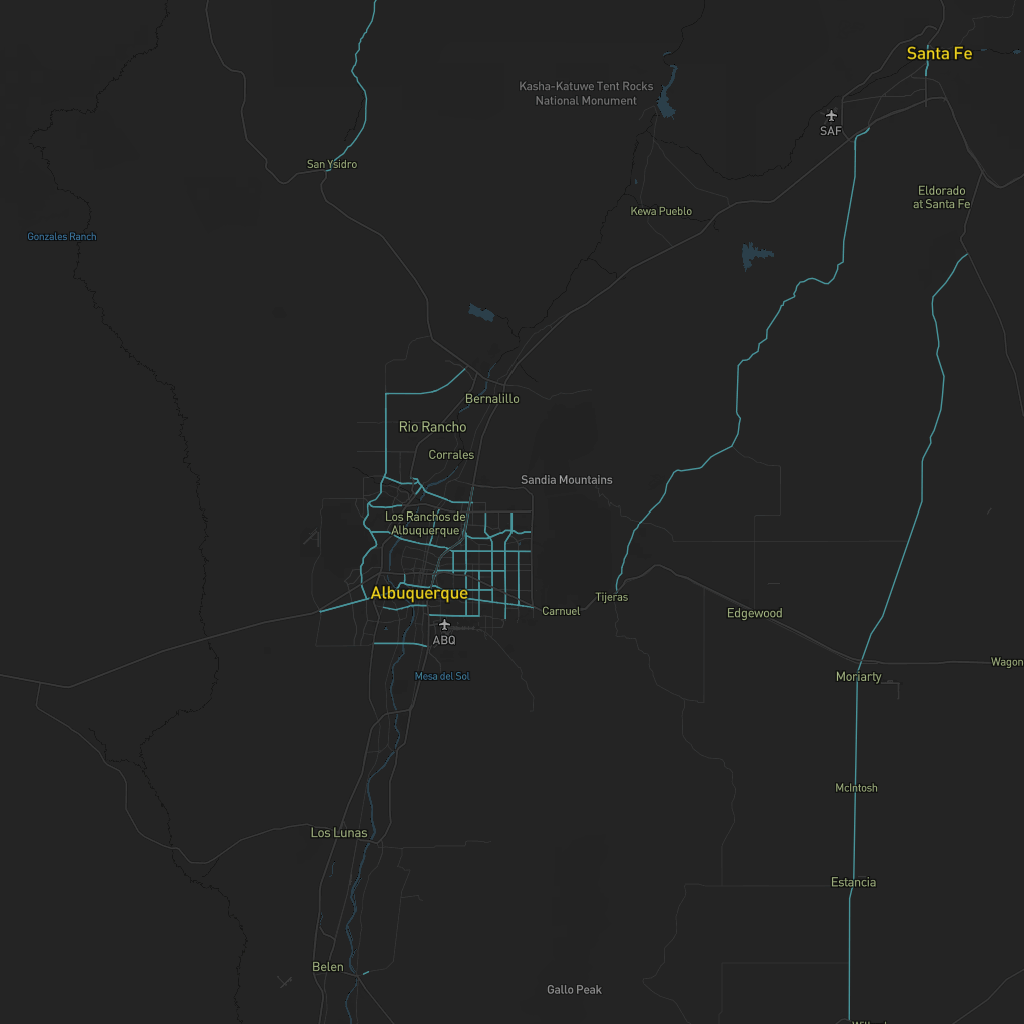 Santa Fe
Kasha-Katuwe Tent Rocks
National Monument
SAF
San Ysidro
Eldorado
at Santa Fe
Kewa Pueblo
Gonzales Ranch
Bernalillo
Rio Rancho
Corrales
Sandia Mountains
Los Ranchos de
Albuquerque
Albuquerque
Tijeras
Carnuel
Edgewood
ABQ
Wagon
Mesa del Sol
Moriarty
McIntosh
Los Lunas
Estancia
Belen
Gallo Peak